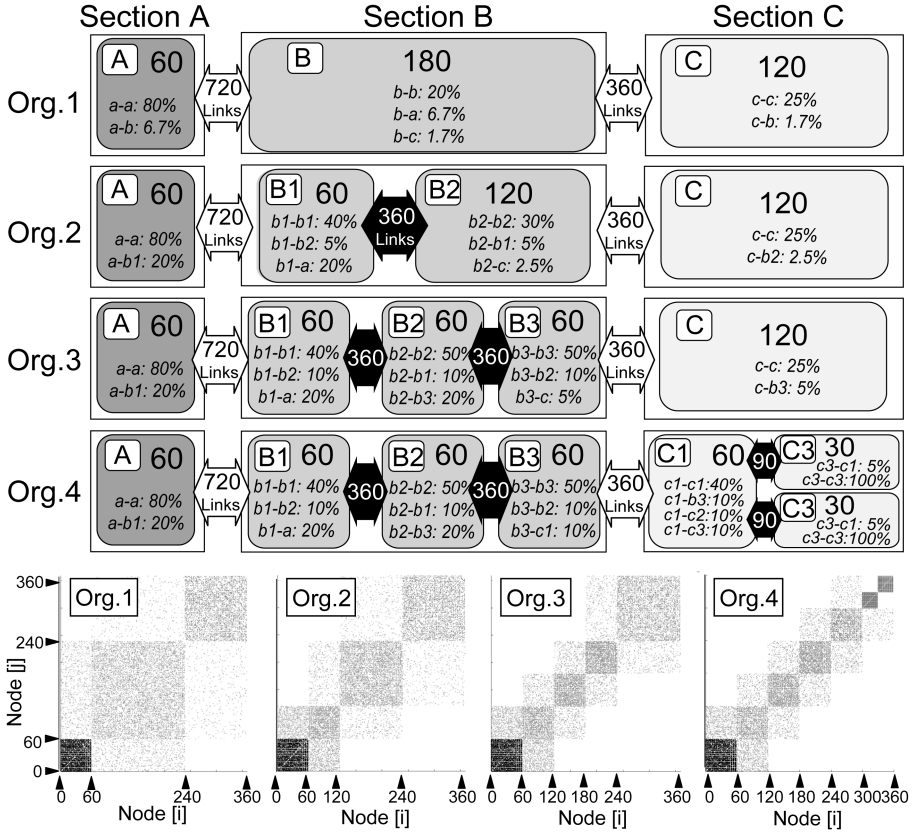 Section A Section B Section C
Org.1
A 60
a-a: 80%
a-b: 6.7%
720
Links
B
180
b-b: 20%
b-a: 6.7%
b-c: 1.7%
360
Links
C
120
c-c: 25%
c-b: 1.7%
Org.2
A 60
a-a: 80%
a-b1: 20%
720
Links
B1 60
b1-b1: 40%
b1-b2: 5%
b1-a: 20%
360
Links
B2 120
b2-b2: 30%
b2-b1: 5%
b2-c: 2.5%
360
Links
C
120
c-c: 25%
c-b2: 2.5%
Org.3
A 60
a-a: 80%
a-b1: 20%
720
Links
B1 60
b1-b1: 40%
b1-b2: 10%
b1-a: 20%
360
B2 60
b2-b2: 50%
b2-b1: 10%
b2-b3: 20%
360
B3 60
b3-b3: 50%
b3-b2: 10%
b3-c: 5%
360
Links
C
120
c-c: 25%
c-b3: 5%
Org.4
A 60
a-a: 80%
a-b1: 20%
720
Links
B1 60
b1-b1: 40%
b1-b2: 10%
b1-a: 20%
360
B2 60
b2-b2: 50%
b2-b1: 10%
b2-b3: 20%
360
B3 60
b3-b3: 50%
b3-b2: 10%
b3-c1: 5%
360
Links
C1 60
c1-c1:40%
c1-b3:10%
c1-c2:10%
c1-c3:10%
90
C3 30
c3-c1: 5%
c3-c3:100%
90
C3 30
c3-c1: 5%
c3-c3:100%
Org.1
Org.2
Org.3
Org.4
360
240
60
0
Node [j]
0 60 240 360
Node [i]
0 60 120 240 360
Node [i]
0 60 120 180 240 360
Node [i]
0 60 120 180 240 300 360
Node [i]